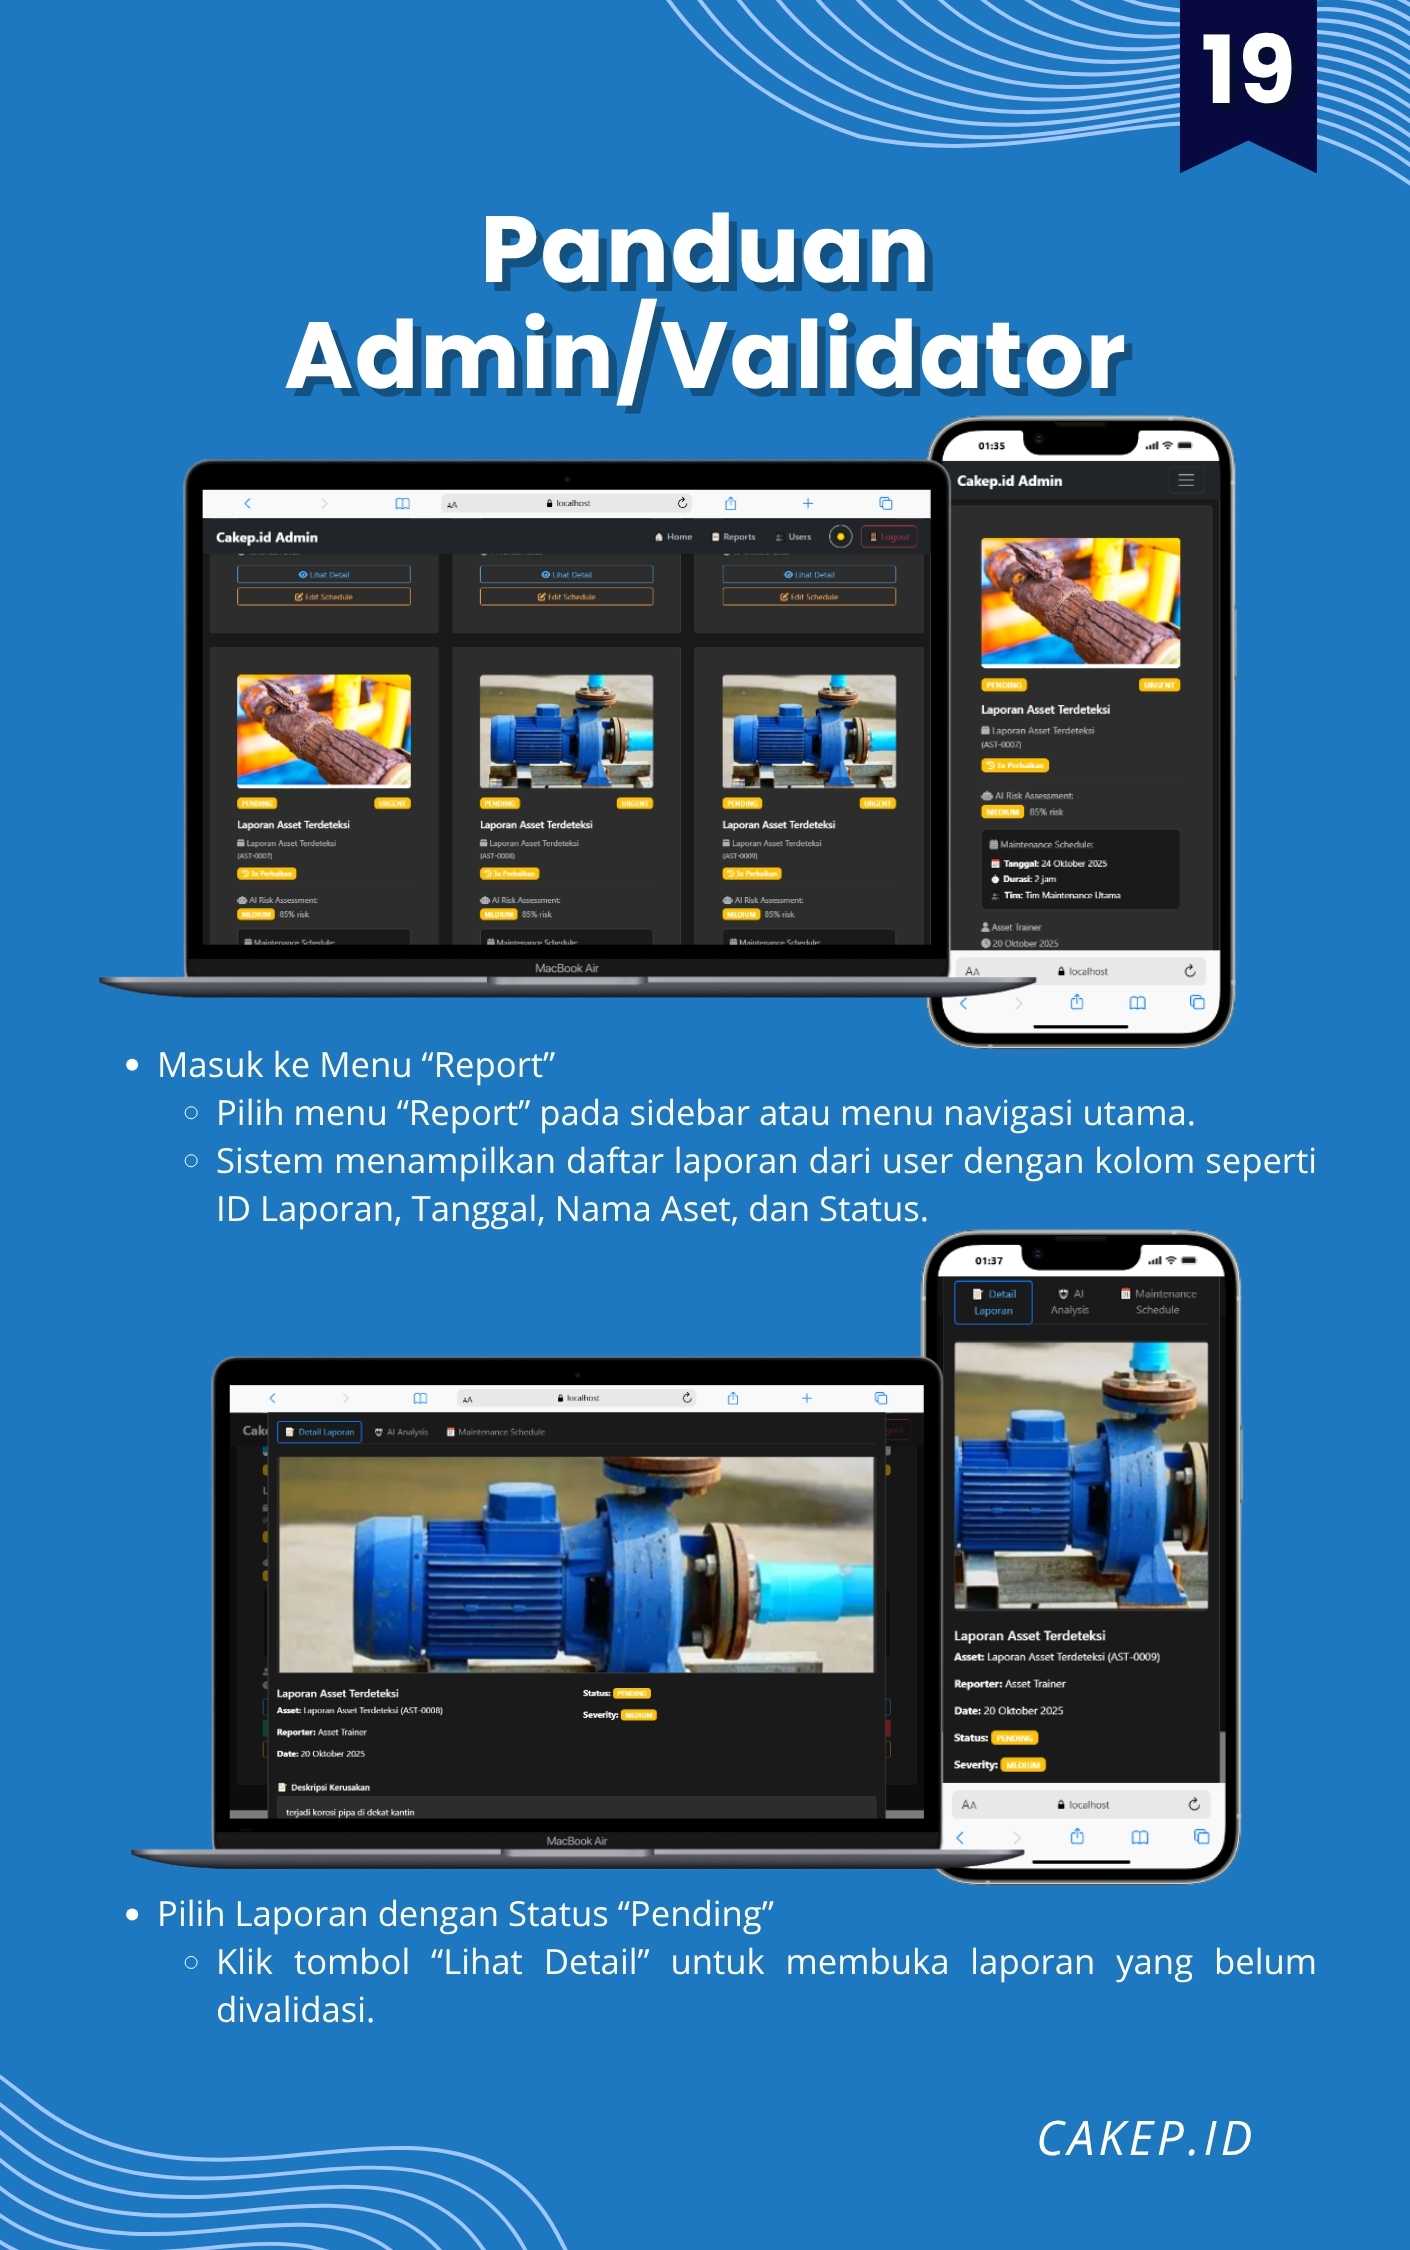 19
Panduan
Admin/Validator
01:35
Cakep.id Admin
PENDING URGENT
Laporan Asset Terdeteksi
Laporan Asset Terdeteksi
(AST-0007)
Perbaikan
AI Risk Assessment:
MEDIUM 85% risk
Maintenance Schedule:
Tanggal: 24 Oktober 2025
Durasi: 2 jam
Tim: Tim Maintenance Utama
Asset Trainer
20 Oktober 2025
AA localhost
AA localhost
Cakep.id Admin Home Reports Users Logout
Lihat Detail Lihat Detail Lihat Detail
Edit Schedule Edit Schedule Edit Schedule
PENDING URGENT PENDING URGENT PENDING URGENT
Laporan Asset Terdeteksi Laporan Asset Terdeteksi Laporan Asset Terdeteksi
Laporan Asset Terdeteksi Laporan Asset Terdeteksi Laporan Asset Terdeteksi
(AST-0007) (AST-0008) (AST-0009)
Perbaikan Perbaikan Perbaikan
AI Risk Assessment: AI Risk Assessment: AI Risk Assessment:
MEDIUM 85% risk MEDIUM 85% risk MEDIUM 85% risk
Maintenance Schedule: Maintenance Schedule: Maintenance Schedule:
MacBook Air
• Masuk ke Menu “Report”
◦ Pilih menu “Report” pada sidebar atau menu navigasi utama.
◦ Sistem menampilkan daftar laporan dari user dengan kolom seperti
ID Laporan, Tanggal, Nama Aset, dan Status.
01:37
Detail AI Maintenance
Laporan Analysis Schedule
Laporan Asset Terdeteksi
Asset: Laporan Asset Terdeteksi (AST-0009)
Reporter: Asset Trainer
Date: 20 Oktober 2025
Status: PENDING
Severity: MEDIUM
AA localhost
AA localhost
Cake Detail Laporan AI Analysis Maintenance Schedule
Laporan Asset Terdeteksi Status: PENDING
Asset: Laporan Asset Terdeteksi (AST-0008) Severity: MEDIUM
Reporter: Asset Trainer
Date: 20 Oktober 2025
Deskripsi Kerusakan
terjadi korosi pipa di dekat kantin
MacBook Air
• Pilih Laporan dengan Status “Pending”
◦ Klik tombol “Lihat Detail” untuk membuka laporan yang belum
divalidasi.
CAKEP.ID